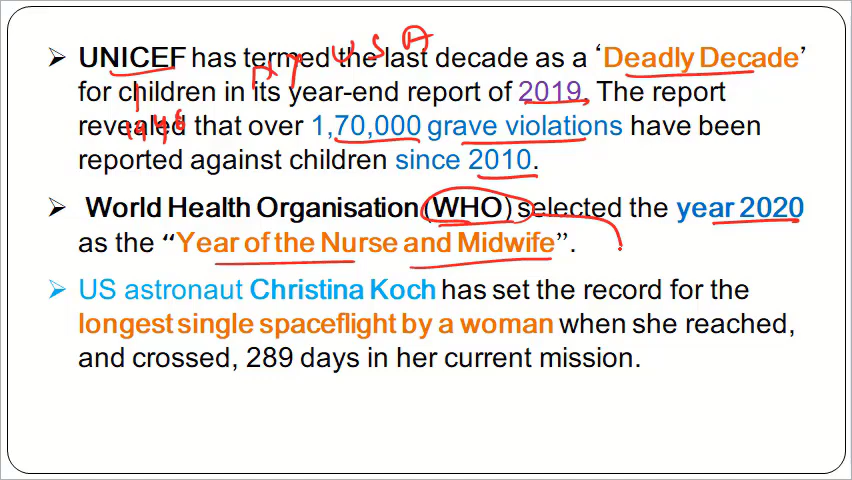 USA
➢ UNICEF has termed the last decade as a ‘Deadly Decade’
NY
for children in its year-end report of 2019. The report
1946
revealed that over 1,70,000 grave violations have been
reported against children since 2010.
➢ World Health Organisation (WHO) selected the year 2020
as the “Year of the Nurse and Midwife”.
➢ US astronaut Christina Koch has set the record for the
longest single spaceflight by a woman when she reached,
and crossed, 289 days in her current mission.